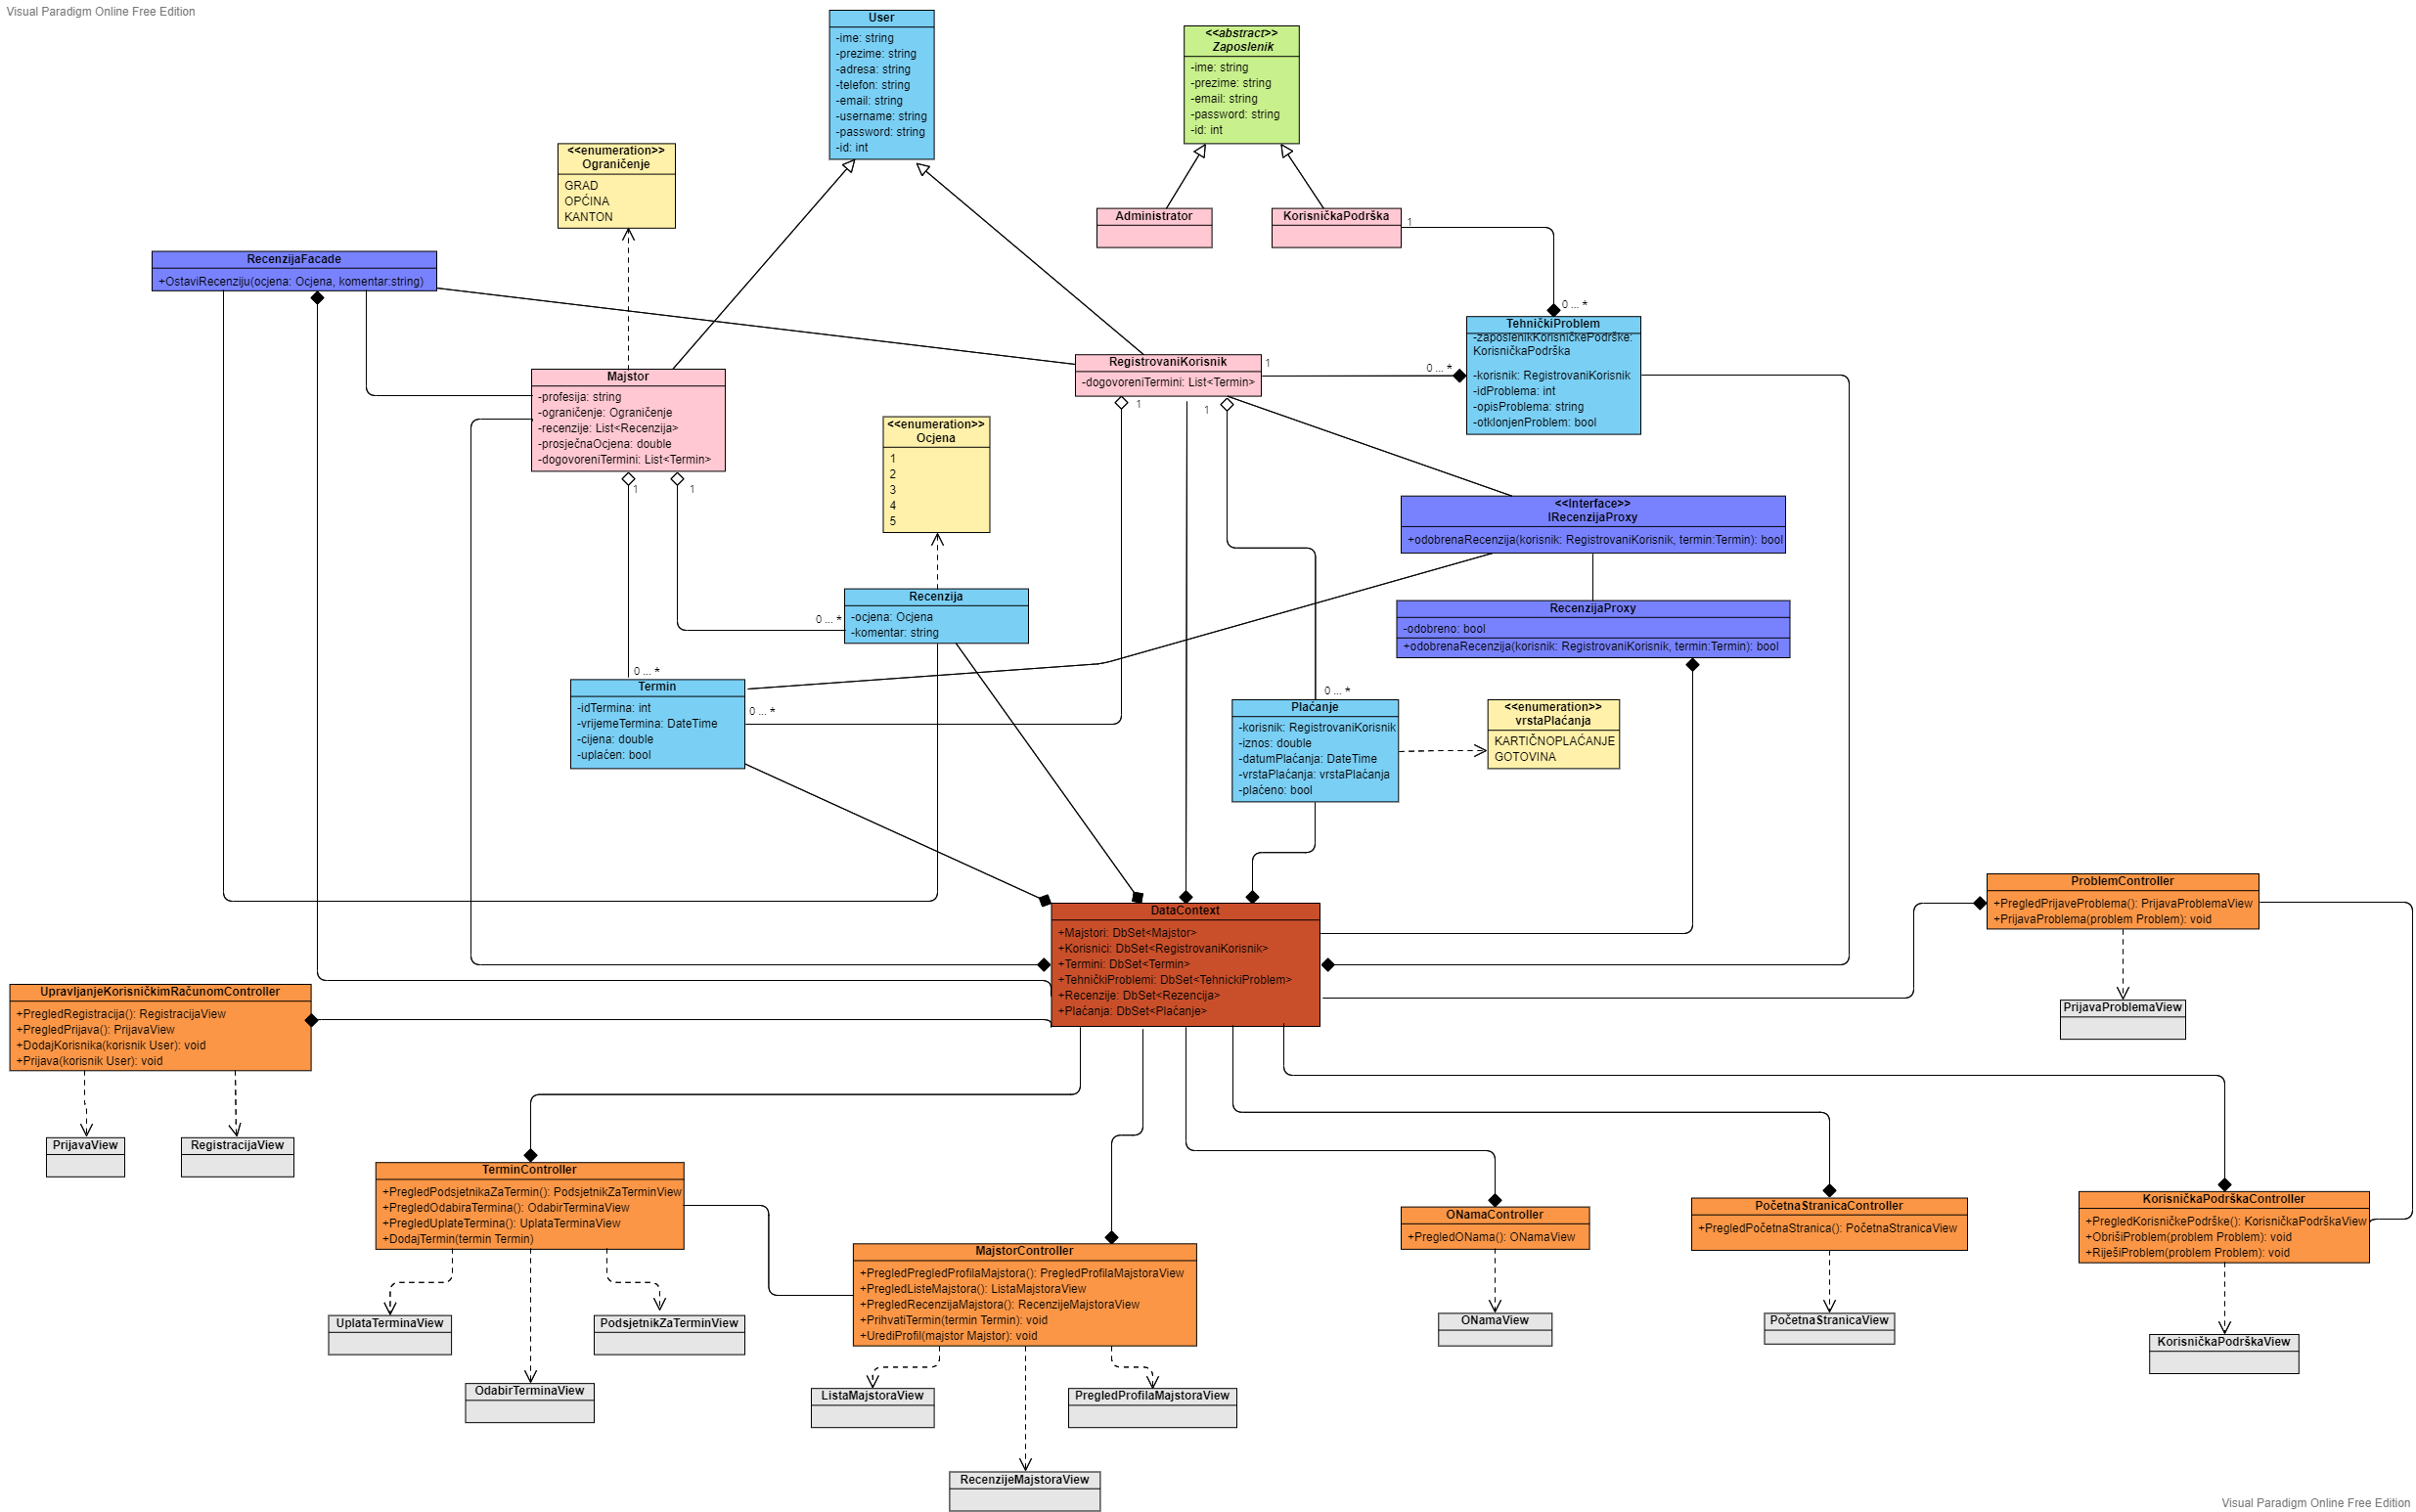 Visual Paradigm Online Free Edition
User
-ime: string
-prezime: string
-adresa: string
-telefon: string
-email: string
-username: string
-password: string
-id: int
<<abstract>>
Zaposlenik
-ime: string
-prezime: string
-email: string
-password: string
-id: int
<<enumeration>>
Ograničenje
GRAD
OPĆINA
KANTON
Administrator
KorisničkaPodrška
1
RecenzijaFacade
+OstaviRecenziju(ocjena: Ocjena, komentar:string)
0 ... *
TehničkiProblem
-zaposlenikKorisničkePodrške:
KorisničkaPodrška
-korisnik: RegistrovaniKorisnik
-idProblema: int
-opisProblema: string
-otklonjenProblem: bool
RegistrovaniKorisnik
-dogovoreniTermini: List<Termin>
1
0 ... *
1
1
Majstor
-profesija: string
-ograničenje: Ograničenje
-recenzije: List<Recenzija>
-prosječnaOcjena: double
-dogovoreniTermini: List<Termin>
1
1
<<enumeration>>
Ocjena
1
2
3
4
5
<<Interface>>
IRecenzijaProxy
+odobrenaRecenzija(korisnik: RegistrovaniKorisnik, termin:Termin): bool
Recenzija
-ocjena: Ocjena
-komentar: string
0 ... *
RecenzijaProxy
-odobreno: bool
+odobrenaRecenzija(korisnik: RegistrovaniKorisnik, termin:Termin): bool
0 ... *
Termin
-idTermina: int
-vrijemeTermina: DateTime
-cijena: double
-uplaćen: bool
0 ... *
0 ... *
Plaćanje
-korisnik: RegistrovaniKorisnik
-iznos: double
-datumPlaćanja: DateTime
-vrstaPlaćanja: vrstaPlaćanja
-plaćeno: bool
<<enumeration>>
vrstaPlaćanja
KARTIČNOPLAĆANJE
GOTOVINA
DataContext
+Majstori: DbSet<Majstor>
+Korisnici: DbSet<RegistrovaniKorisnik>
+Termini: DbSet<Termin>
+TehničkiProblemi: DbSet<TehnickiProblem>
+Recenzije: DbSet<Rezencija>
+Plaćanja: DbSet<Plaćanje>
ProblemController
+PregledPrijaveProblema(): PrijavaProblemaView
+PrijavaProblema(problem Problem): void
PrijavaProblemaView
UpravljanjeKorisničkimRačunomController
+PregledRegistracija(): RegistracijaView
+PregledPrijava(): PrijavaView
+DodajKorisnika(korisnik User): void
+Prijava(korisnik User): void
PrijavaView
RegistracijaView
TerminController
+PregledPodsjetnikaZaTermin(): PodsjetnikZaTerminView
+PregledOdabiraTermina(): OdabirTerminaView
+PregledUplateTermina(): UplataTerminaView
+DodajTermin(termin Termin)
UplataTerminaView
PodsjetnikZaTerminView
OdabirTerminaView
MajstorController
+PregledPregledProfilaMajstora(): PregledProfilaMajstoraView
+PregledListeMajstora(): ListaMajstoraView
+PregledRecenzijaMajstora(): RecenzijeMajstoraView
+PrihvatiTermin(termin Termin): void
+UrediProfil(majstor Majstor): void
ListaMajstoraView
PregledProfilaMajstoraView
RecenzijeMajstoraView
ONamaController
+PregledONama(): ONamaView
ONamaView
PočetnaStranicaController
+PregledPočetnaStranica(): PočetnaStranicaView
PočetnaStranicaView
KorisničkaPodrškaController
+PregledKorisničkePodrške(): KorisničkaPodrškaView
+ObrišiProblem(problem Problem): void
+RiješiProblem(problem Problem): void
KorisničkaPodrškaView
Visual Paradigm Online Free Edition